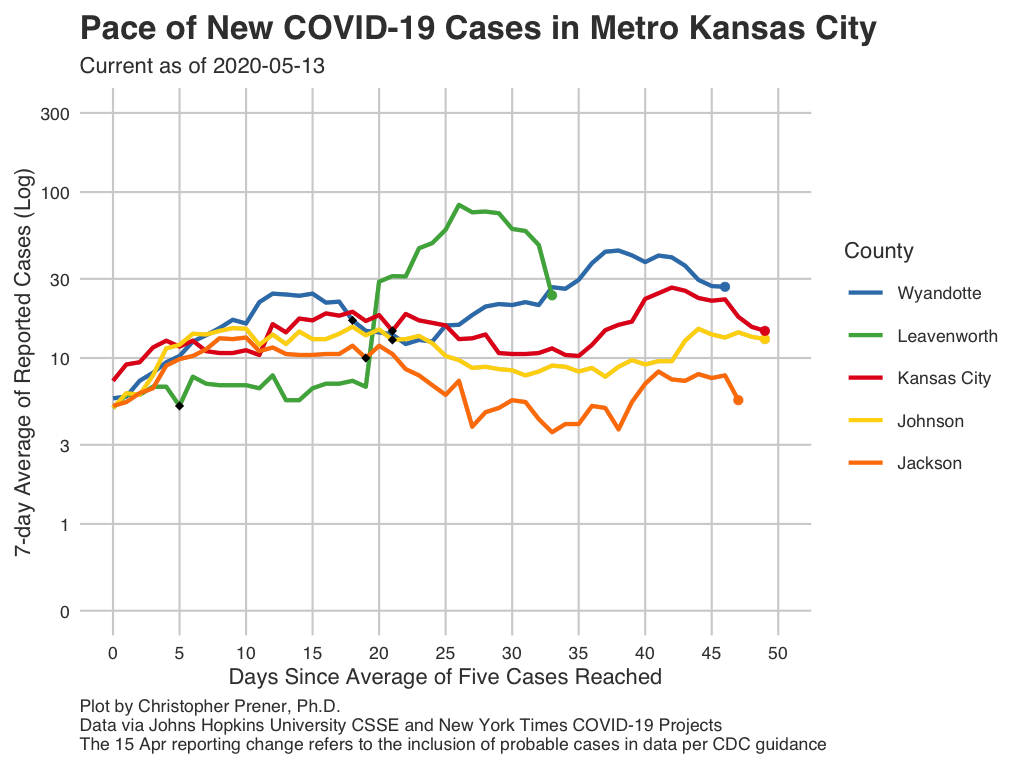 Pace of New COVID-19 Cases in Metro Kansas City
Current as of 2020-05-13
7-day Average of Reported Cases (Log)
300
100
30
10
3
1
0
0 5 10 15 20 25 30 35 40 45 50
Days Since Average of Five Cases Reached
County
Wyandotte
Leavenworth
Kansas City
Johnson
Jackson
Plot by Christopher Prener, Ph.D.
Data via Johns Hopkins University CSSE and New York Times COVID-19 Projects
The 15 Apr reporting change refers to the inclusion of probable cases in data per CDC guidance